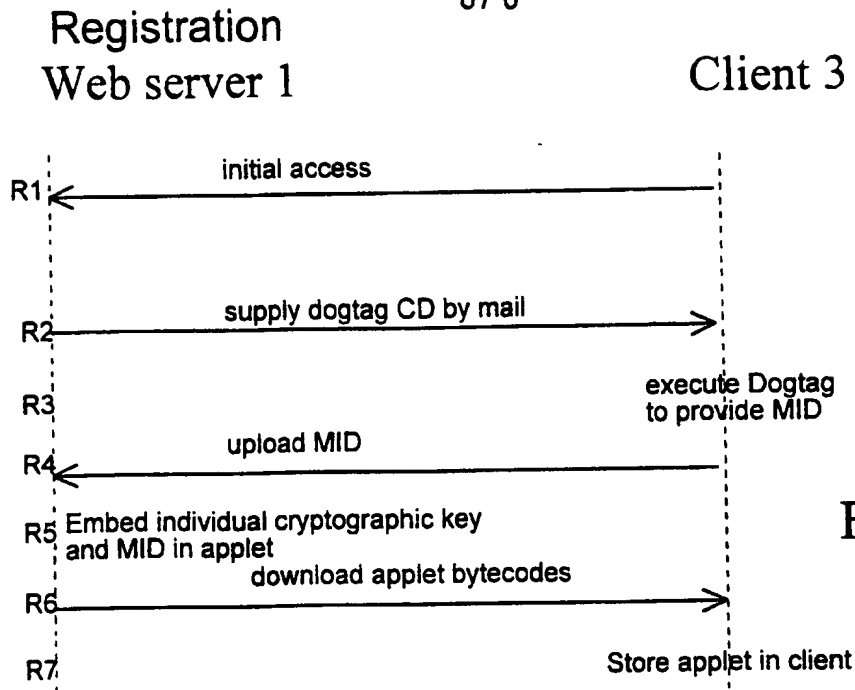 Registration
Web server 1
Client 3
R1
initial access
R2
supply dogtag CD by mail
R3
execute Dogtag
to provide MID
R4
upload MID
R5
Embed individual cryptographic key
and MID in applet
R6
download applet bytecodes
R7
Store applet in client